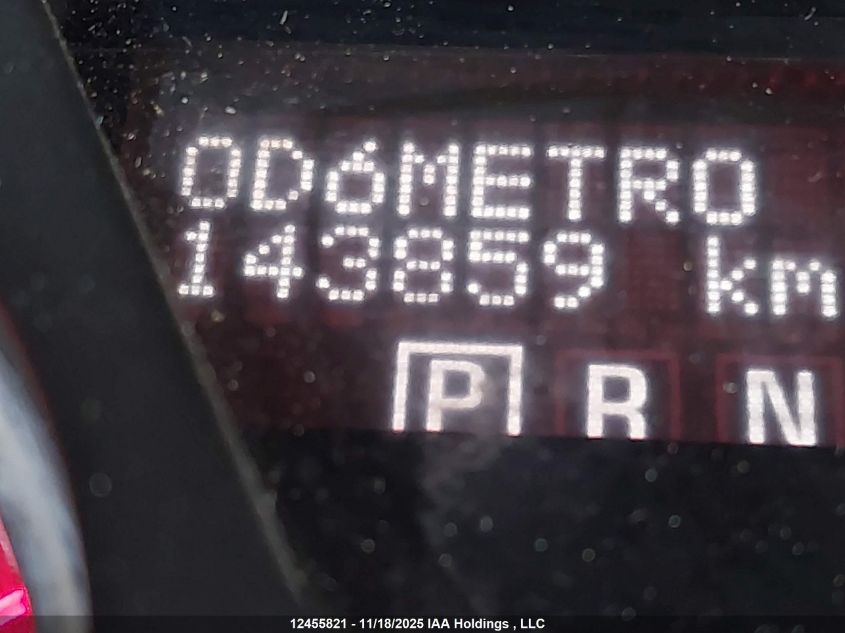 ODóMETRO
143859 km
P R N
12455821 - 11/18/2025 IAA Holdings , LLC